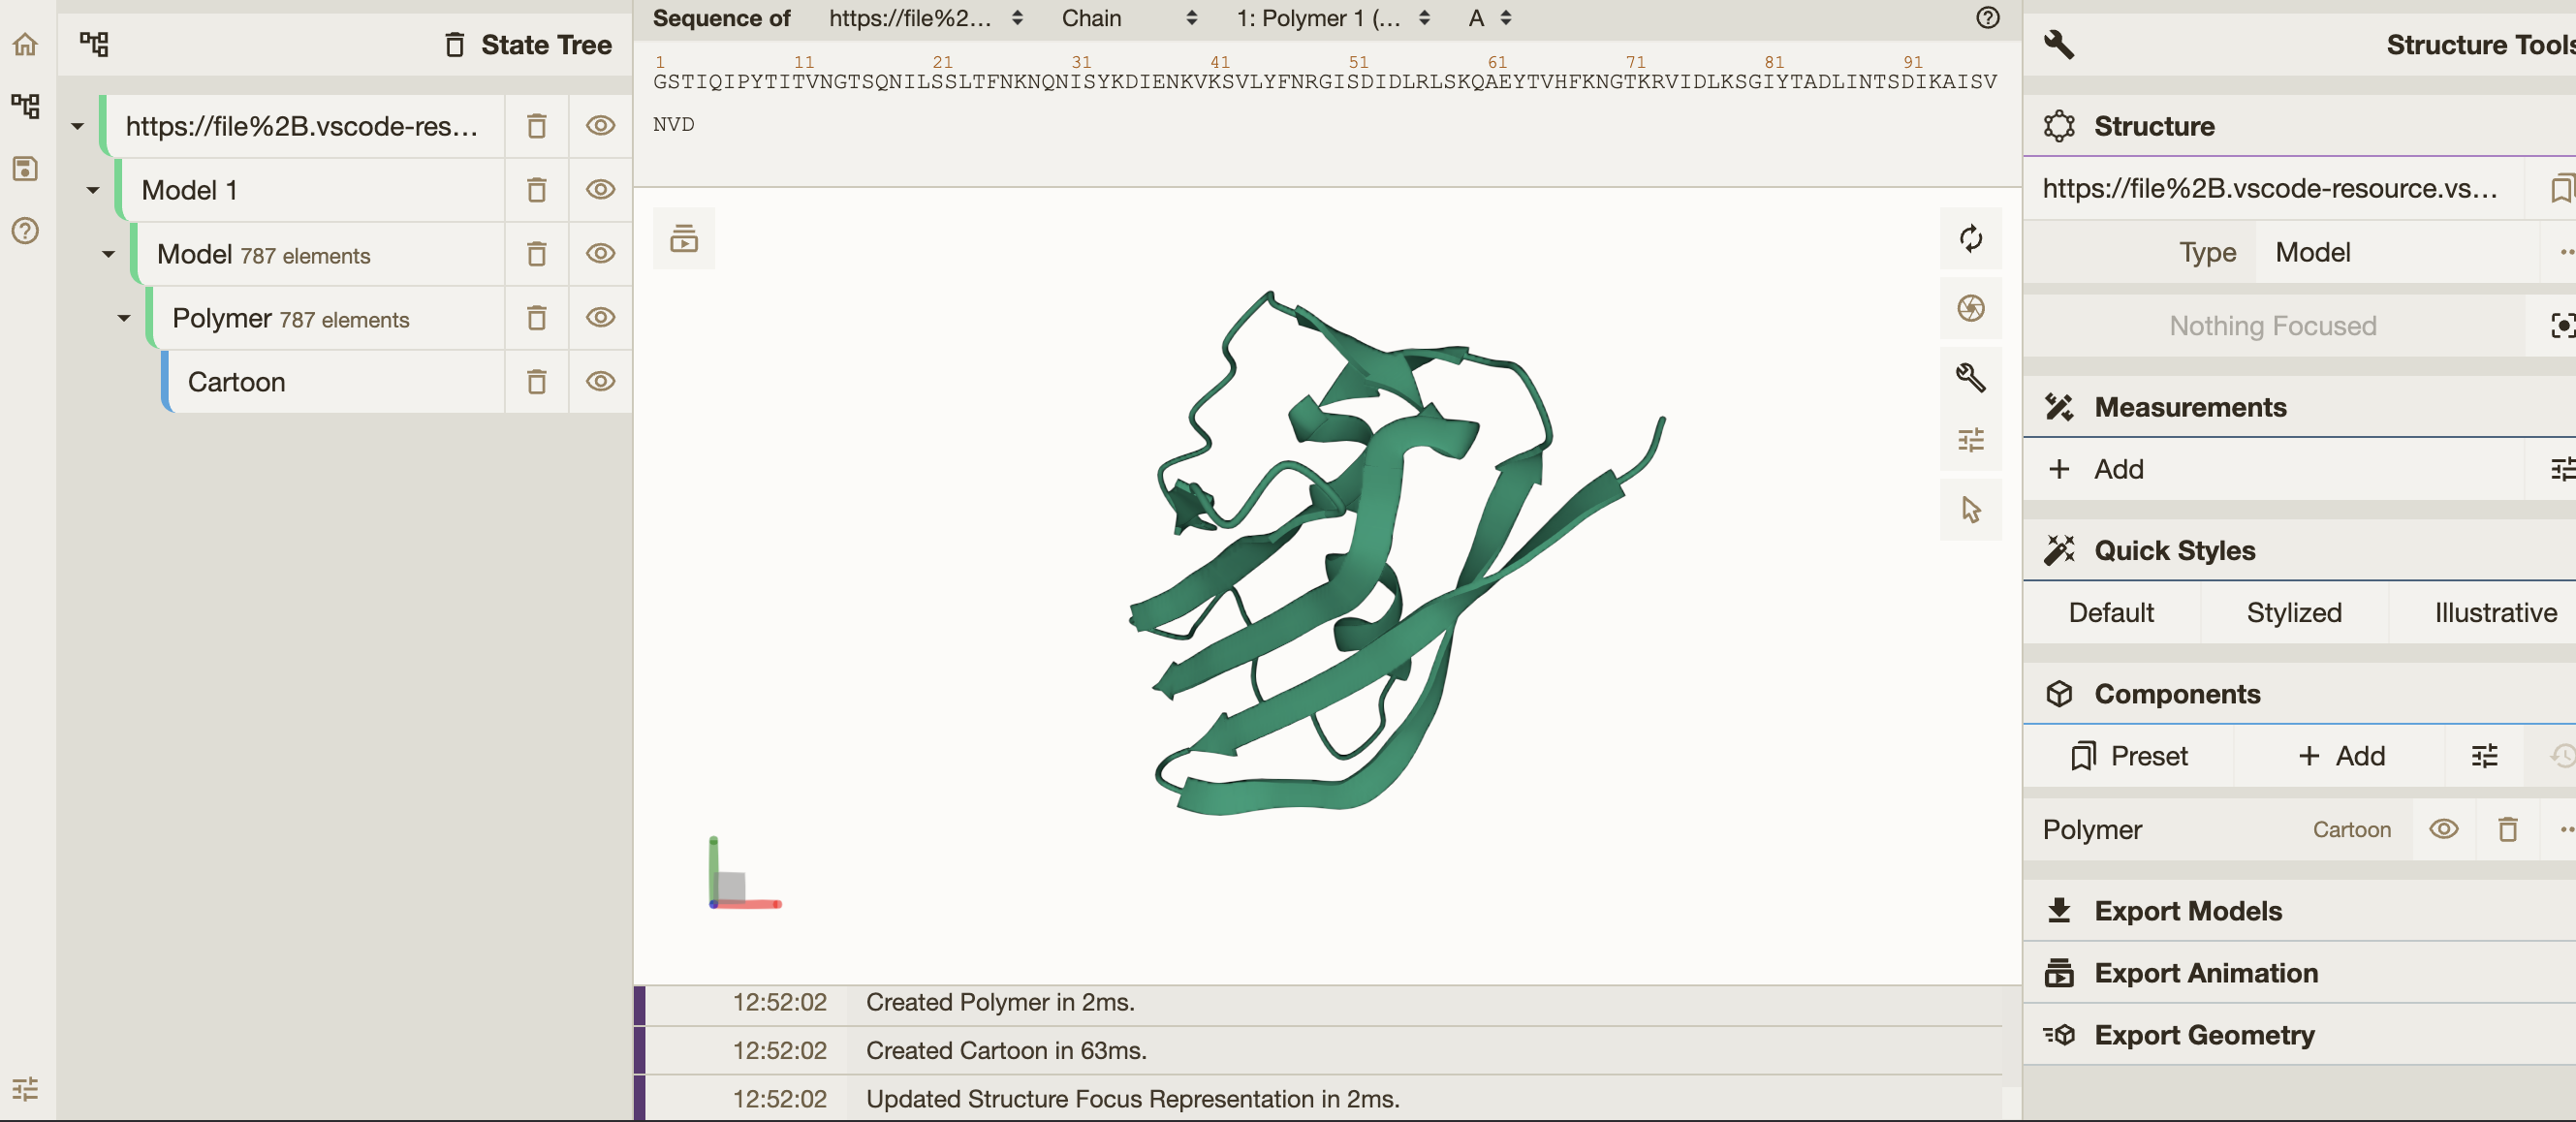 State Tree
https://file%2B.vscode-res...
Model 1
Model 787 elements
Polymer 787 elements
Cartoon
Sequence of https://file%2... Chain 1: Polymer 1 (... A
1 11 21 31 41 51 61 71 81 91
GSTIQIPYTITVNGTSQNILSSLTFNKNQNISYKDIENKVKSVLYFNRGISDIDLRLSKQAEYTVHFKNGTKRVIDLKSGIYTADLINTSDIKAISV
NVD
12:52:02 Created Polymer in 2ms.
12:52:02 Created Cartoon in 63ms.
12:52:02 Updated Structure Focus Representation in 2ms.
Structure Tools
Structure
https://file%2B.vscode-resource.vs...
Type Model
Nothing Focused
Measurements
+ Add
Quick Styles
Default Stylized Illustrative
Components
Preset + Add
Polymer Cartoon
Export Models
Export Animation
Export Geometry